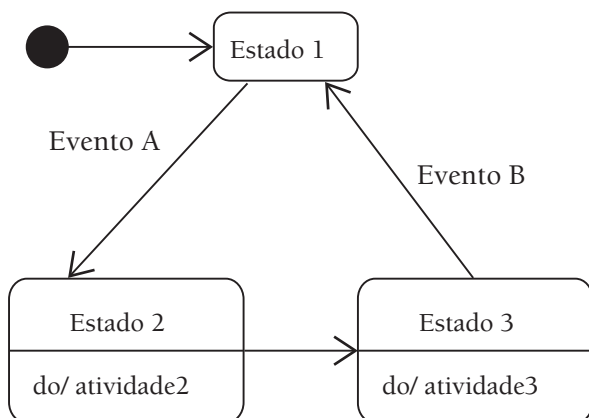 Estado 1
Evento A
Evento B
Estado 2
do/ atividade2
Estado 3
do/ atividade3